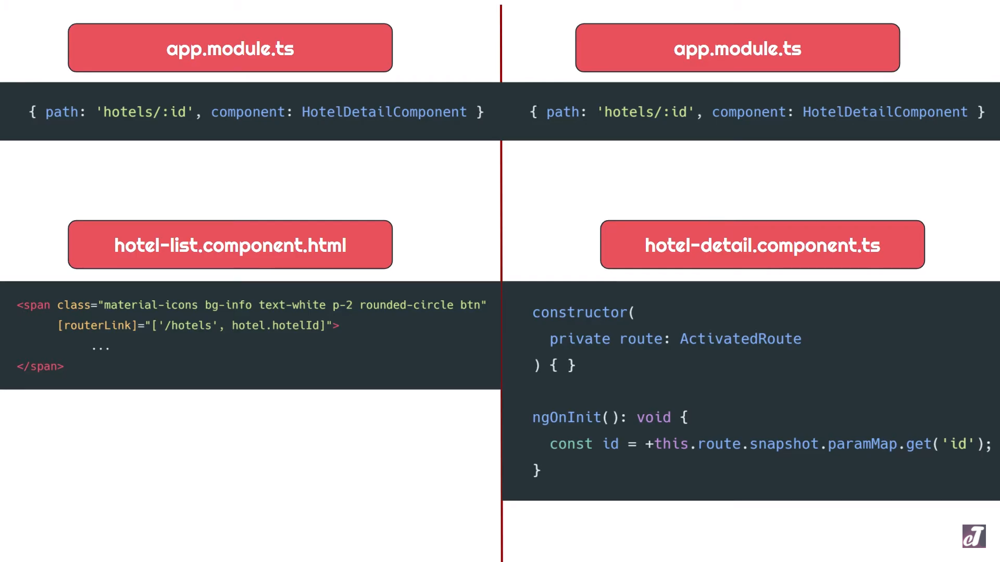 app.module.ts
{ path: 'hotels/:id', component: HotelDetailComponent }
hotel-list.component.html
<span class="material-icons bg-info text-white p-2 rounded-circle btn"
[routerLink]="['/hotels', hotel.hotelId]">
...
</span>
app.module.ts
{ path: 'hotels/:id', component: HotelDetailComponent }
hotel-detail.component.ts
constructor(
private route: ActivatedRoute
) { }
ngOnInit(): void {
const id = +this.route.snapshot.paramMap.get('id');
}
eT